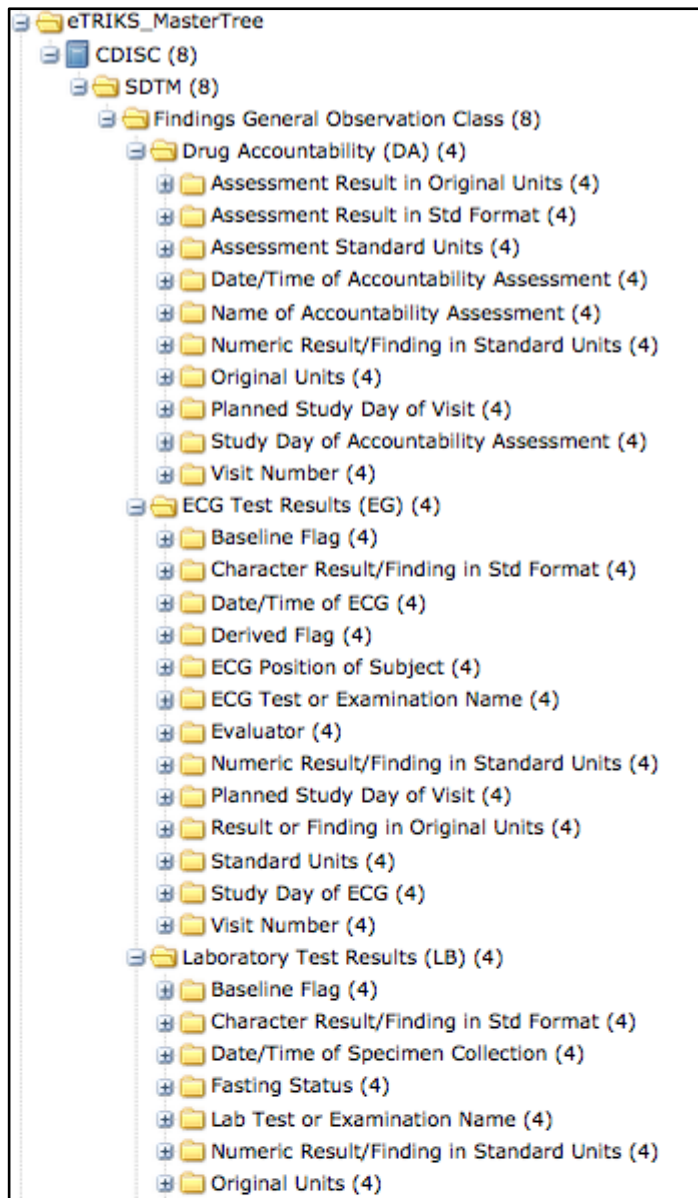 eTRIKS_MasterTree
CDISC (8)
SDTM (8)
Findings General Observation Class (8)
Drug Accountability (DA) (4)
Assessment Result in Original Units (4)
Assessment Result in Std Format (4)
Assessment Standard Units (4)
Date/Time of Accountability Assessment (4)
Name of Accountability Assessment (4)
Numeric Result/Finding in Standard Units (4)
Original Units (4)
Planned Study Day of Visit (4)
Study Day of Accountability Assessment (4)
Visit Number (4)
ECG Test Results (EG) (4)
Baseline Flag (4)
Character Result/Finding in Std Format (4)
Date/Time of ECG (4)
Derived Flag (4)
ECG Position of Subject (4)
ECG Test or Examination Name (4)
Evaluator (4)
Numeric Result/Finding in Standard Units (4)
Planned Study Day of Visit (4)
Result or Finding in Original Units (4)
Standard Units (4)
Study Day of ECG (4)
Visit Number (4)
Laboratory Test Results (LB) (4)
Baseline Flag (4)
Character Result/Finding in Std Format (4)
Date/Time of Specimen Collection (4)
Fasting Status (4)
Lab Test or Examination Name (4)
Numeric Result/Finding in Standard Units (4)
Original Units (4)